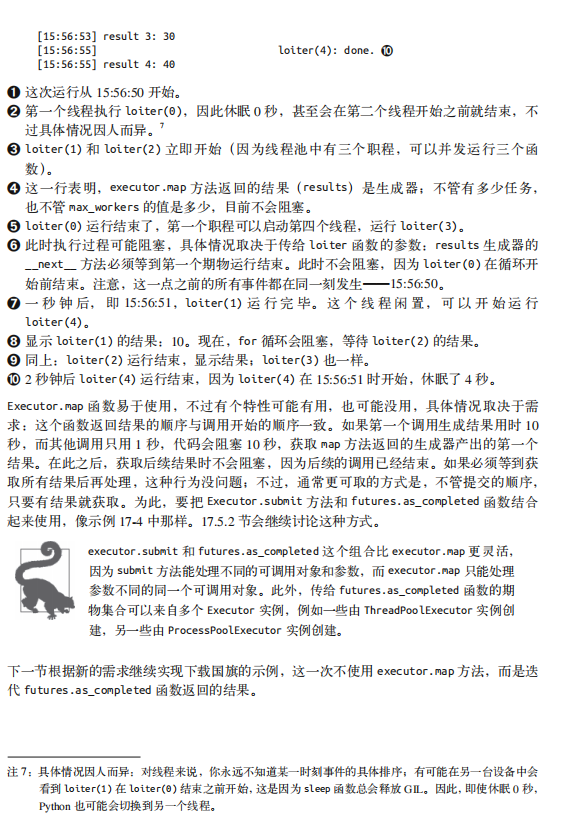 [15:56:53] result 3: 30
[15:56:55] loiter(4): done. ❿
[15:56:55] result 4: 40
❶ 这次运行从 15:56:50 开始。
❷ 第一个线程执行 loiter(0)，因此休眠 0 秒，甚至会在第二个线程开始之前就结束，不
过具体情况因人而异。7
❸ loiter(1) 和 loiter(2) 立即开始（因为线程池中有三个职程，可以并发运行三个函
数）。
❹ 这一行表明，executor.map 方法返回的结果（results）是生成器；不管有多少任务，
也不管 max_workers 的值是多少，目前不会阻塞。
❺ loiter(0) 运行结束了，第一个职程可以启动第四个线程，运行 loiter(3)。
❻ 此时执行过程可能阻塞，具体情况取决于传给 loiter 函数的参数：results 生成器的
__next__ 方法必须等到第一个期物运行结束。此时不会阻塞，因为 loiter(0) 在循环开
始前结束。注意，这一点之前的所有事件都在同一刻发生——15:56:50。
❼ 一秒钟后，即 15:56:51，loiter(1) 运行完毕。这个线程闲置，可以开始运行
loiter(4)。
❽ 显示 loiter(1) 的结果：10。现在，for 循环会阻塞，等待 loiter(2) 的结果。
❾ 同上：loiter(2) 运行结束，显示结果；loiter(3) 也一样。
❿ 2 秒钟后 loiter(4) 运行结束，因为 loiter(4) 在 15:56:51 时开始，休眠了 4 秒。
Executor.map 函数易于使用，不过有个特性可能有用，也可能没用，具体情况取决于需
求：这个函数返回结果的顺序与调用开始的顺序一致。如果第一个调用生成结果用时 10
秒，而其他调用只用 1 秒，代码会阻塞 10 秒，获取 map 方法返回的生成器产出的第一个
结果。在此之后，获取后续结果时不会阻塞，因为后续的调用已经结束。如果必须等到获
取所有结果后再处理，这种行为没问题；不过，通常更可取的方式是，不管提交的顺序，
只要有结果就获取。为此，要把 Executor.submit 方法和 futures.as_completed 函数结合
起来使用，像示例 17-4 中那样。17.5.2 节会继续讨论这种方式。
executor.submit 和 futures.as_completed 这个组合比 executor.map 更灵活，
因为 submit 方法能处理不同的可调用对象和参数，而 executor.map 只能处理
参数不同的同一个可调用对象。此外，传给 futures.as_completed 函数的期
物集合可以来自多个 Executor 实例，例如一些由 ThreadPoolExecutor 实例创
建，另一些由 ProcessPoolExecutor 实例创建。
下一节根据新的需求继续实现下载国旗的示例，这一次不使用 executor.map 方法，而是迭
代 futures.as_completed 函数返回的结果。
注 7：具体情况因人而异：对线程来说，你永远不知道某一时刻事件的具体排序；有可能在另一台设备中会
看到 loiter(1) 在 loiter(0) 结束之前开始，这是因为 sleep 函数总会释放 GIL。因此，即使休眠 0 秒，
Python 也可能会切换到另一个线程。